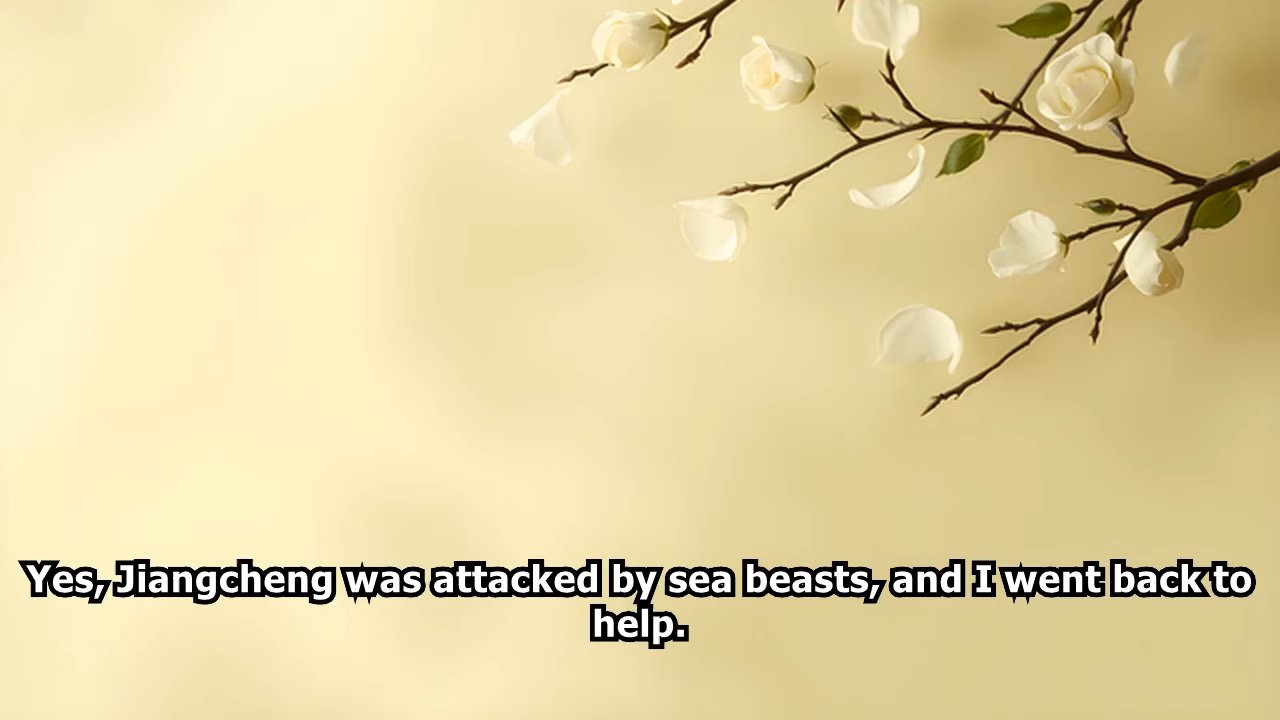 Yes, Jiangcheng was attacked by sea beasts, and I went back to
help.